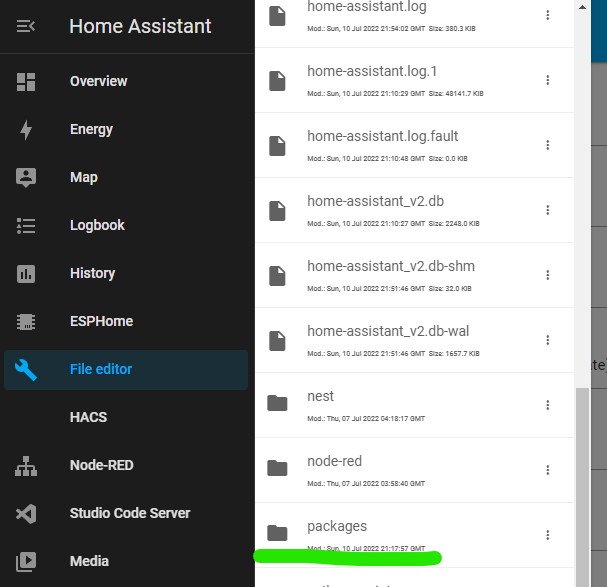 Home Assistant
Overview
Energy
Map
Logbook
History
ESPHome
File editor
HACS
Node-RED
Studio Code Server
Media
home-assistant.log
Mod.: Sun, 10 Jul 2022 21:54:02 GMT Size: 380.3 KiB
home-assistant.log.1
Mod.: Sun, 10 Jul 2022 21:10:29 GMT Size: 48141.7 KiB
home-assistant.log.fault
Mod.: Sun, 10 Jul 2022 21:10:48 GMT Size: 0.0 KiB
home-assistant_v2.db
Mod.: Sun, 10 Jul 2022 21:10:27 GMT Size: 2248.0 KiB
home-assistant_v2.db-shm
Mod.: Sun, 10 Jul 2022 21:51:46 GMT Size: 32.0 KiB
home-assistant_v2.db-wal
Mod.: Sun, 10 Jul 2022 21:51:46 GMT Size: 1657.7 KiB
nest
Mod.: Thu, 07 Jul 2022 04:18:17 GMT
node-red
Mod.: Thu, 07 Jul 2022 03:58:40 GMT
packages
Mod.: Sun, 10 Jul 2022 21:17:57 GMT